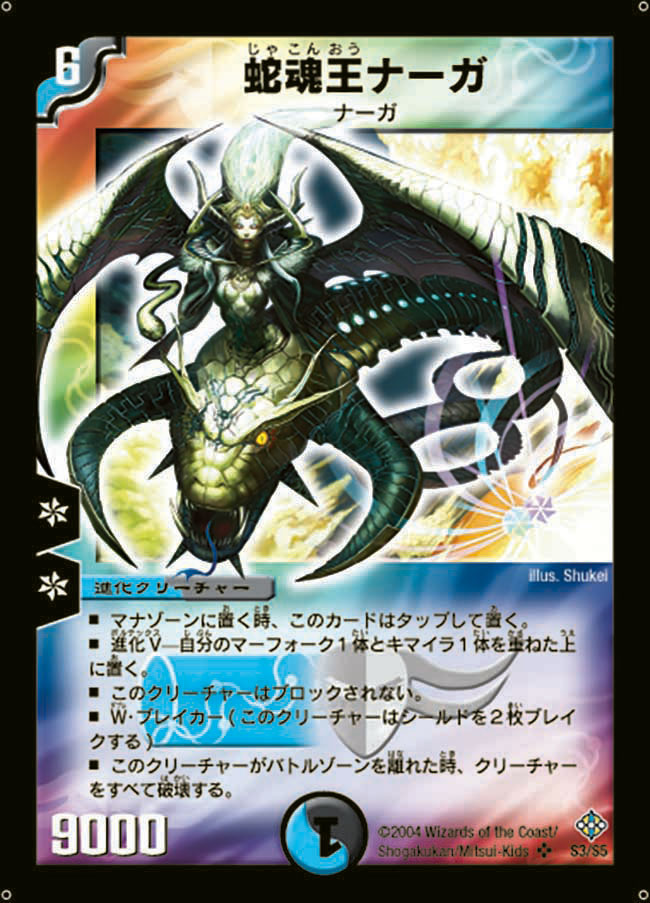 6
じゃこんおう
蛇魂王ナーガ
ナーガ
illus. Shukei
進化クリーチャー
■ マナゾーンに置く時、このカードはタップして置く。
■ 進化V―自分のマーフォーク1体とキマイラ1体を重ねた上
に置く。
■ このクリーチャーはブロックされない。
■ W・ブレイカー(このクリーチャーはシールドを2枚ブレイ
クする)
■ このクリーチャーがバトルゾーンを離れた時、クリーチャー
をすべて破壊する。
9000
©2004 Wizards of the Coast/
Shogakukan/Mitsui-Kids
S3/S5